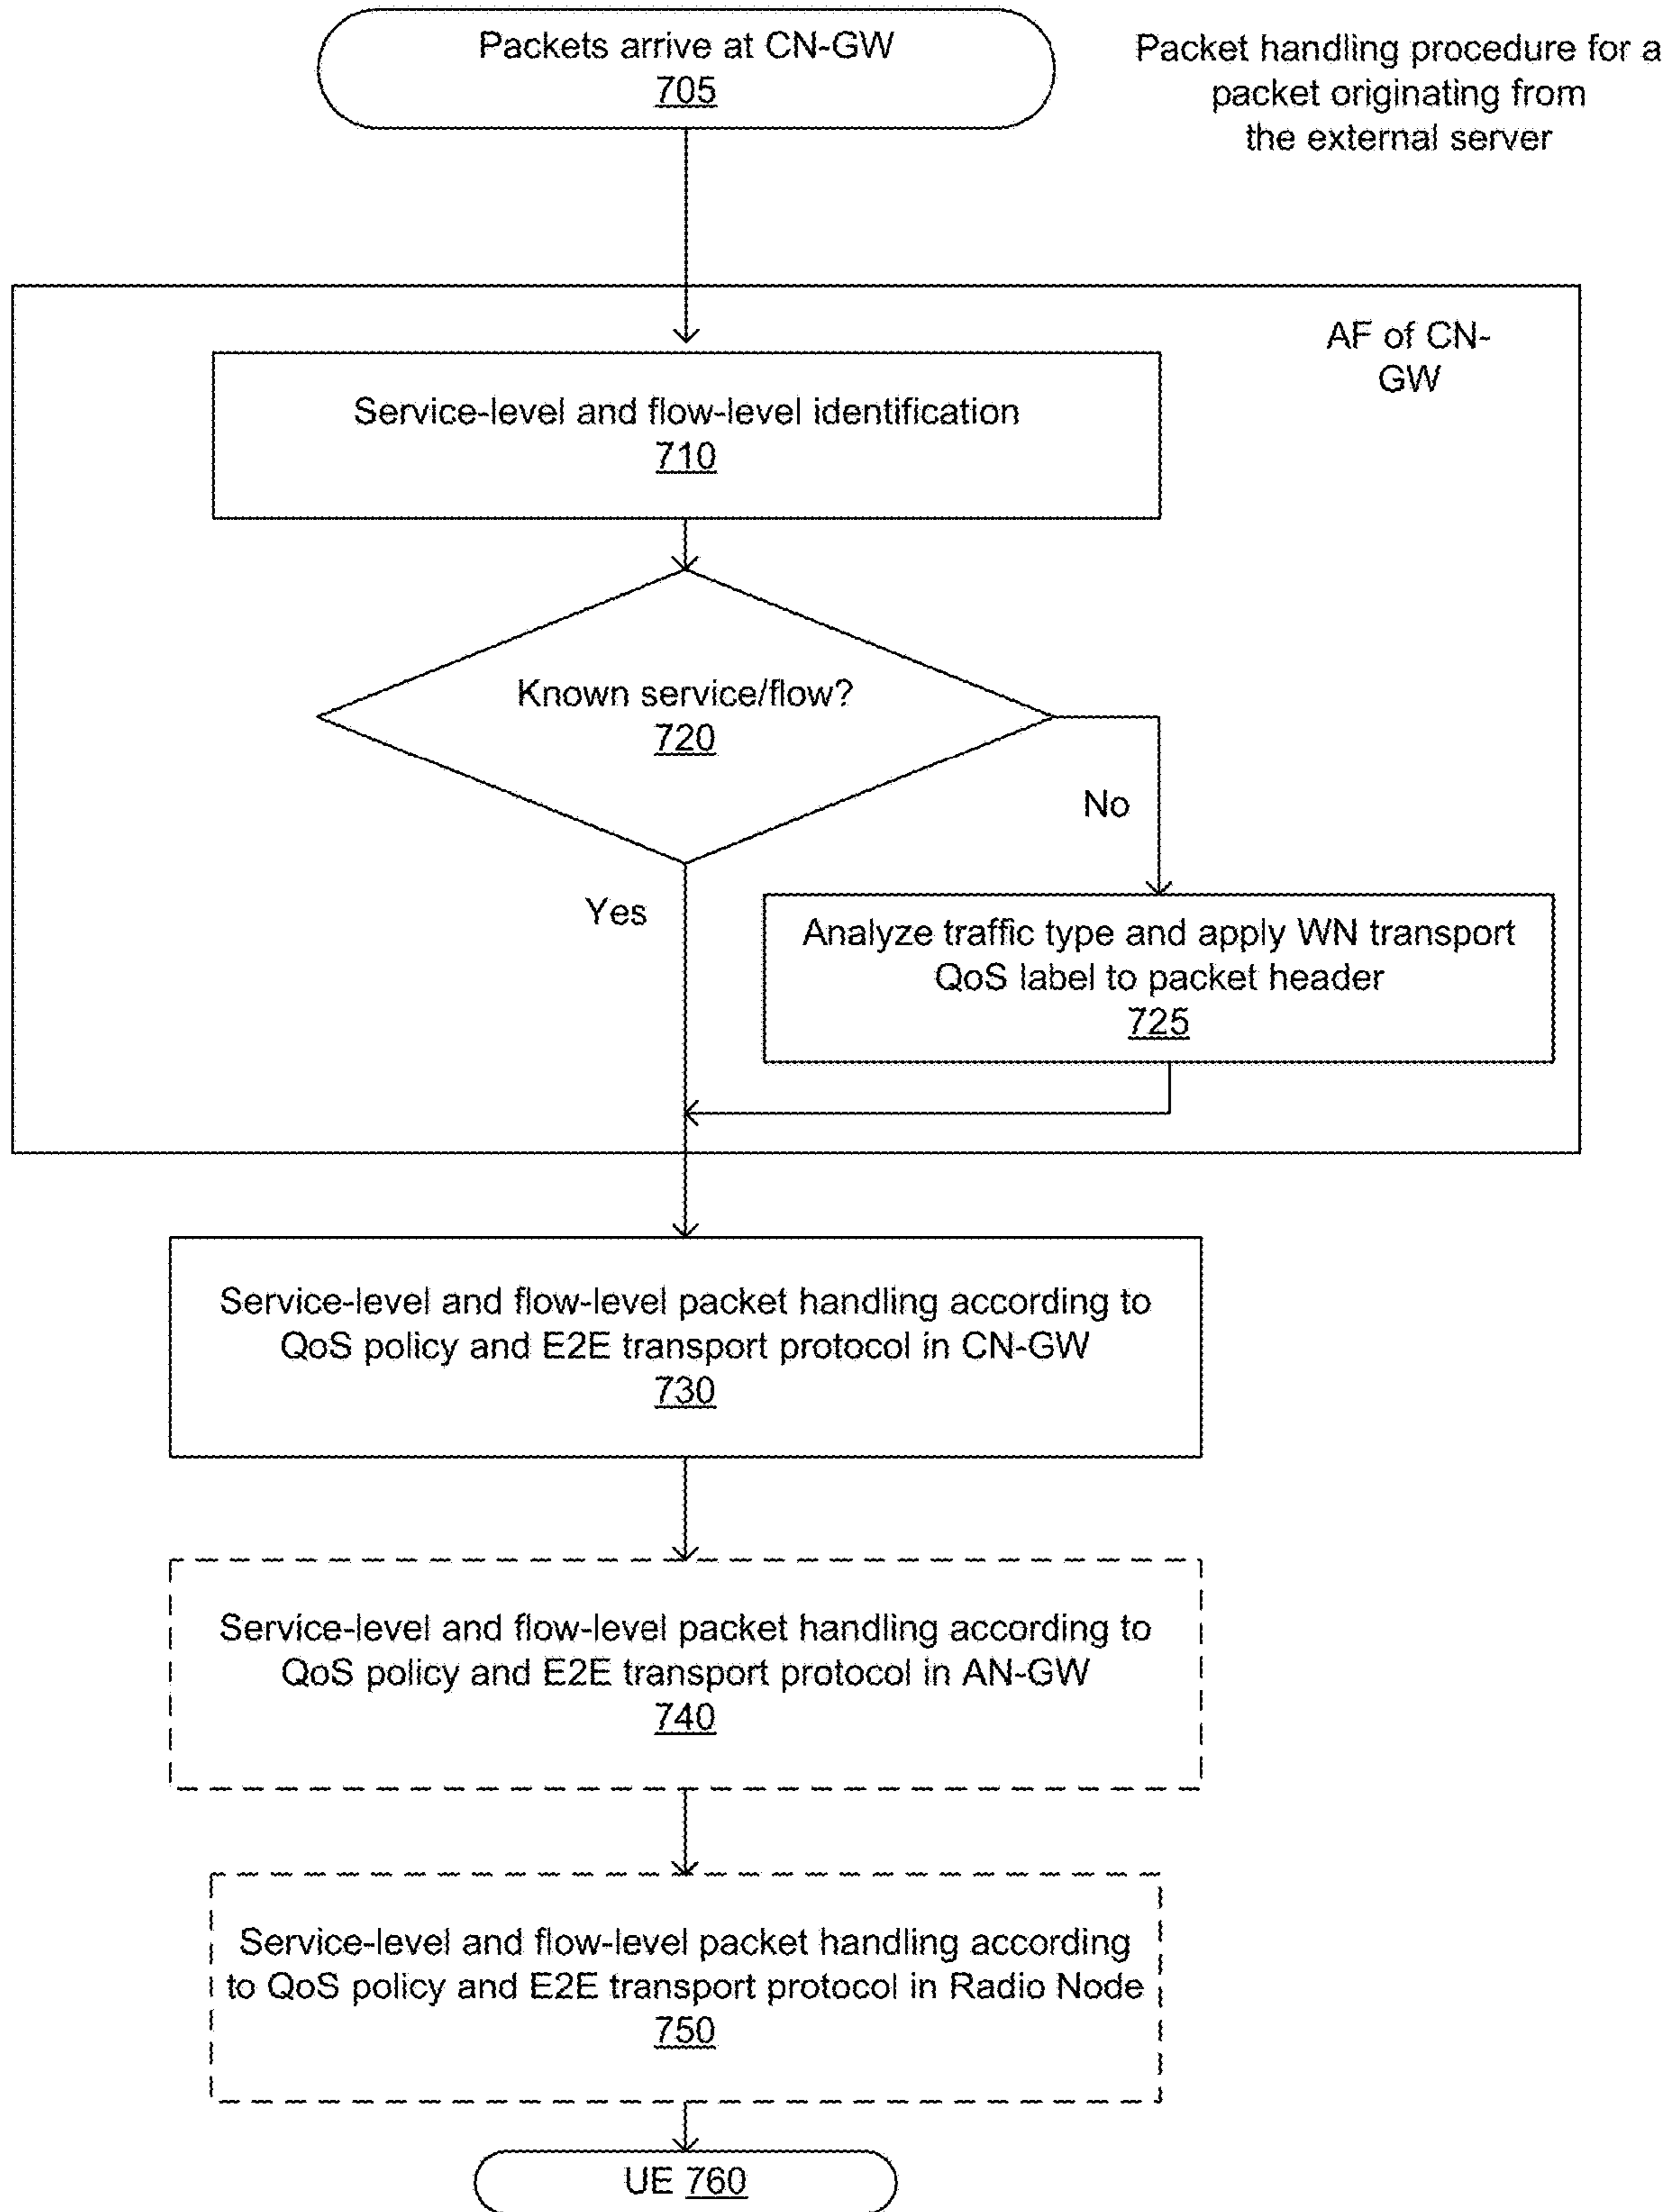 Packets arrive at CN-GW
705
Packet handling procedure for a
packet originating from
the external server
AF of CN-
GW
Service-level and flow-level identification
710
Known service/flow?
720
No
Yes
Analyze traffic type and apply WN transport
QoS label to packet header
725
Service-level and flow-level packet handling according to
QoS policy and E2E transport protocol in CN-GW
730
Service-level and flow-level packet handling according to
QoS policy and E2E transport protocol in AN-GW
740
Service-level and flow-level packet handling according
to QoS policy and E2E transport protocol in Radio Node
750
UE 760